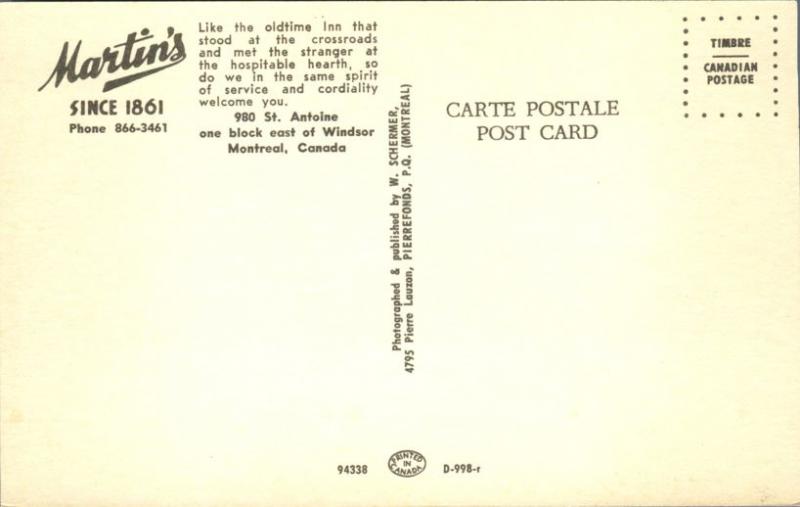 Martin's
SINCE 1861
Phone 866-3461
Like the oldtime Inn that
stood at the crossroads
and met the stranger at
the hospitable hearth, so
do we in the same spirit
of service and cordiality
welcome you.
980 St. Antoine
one block east of Windsor
Montreal, Canada
Photographed & published by W. SCHERMER,
4795 Pierre Lauzon, PIERREFONDS, P.Q. (MONTREAL)
CARTE POSTALE
POST CARD
TIMBRE
CANADIAN
POSTAGE
94338
PRINTED
IN
CANADA
D-998-r